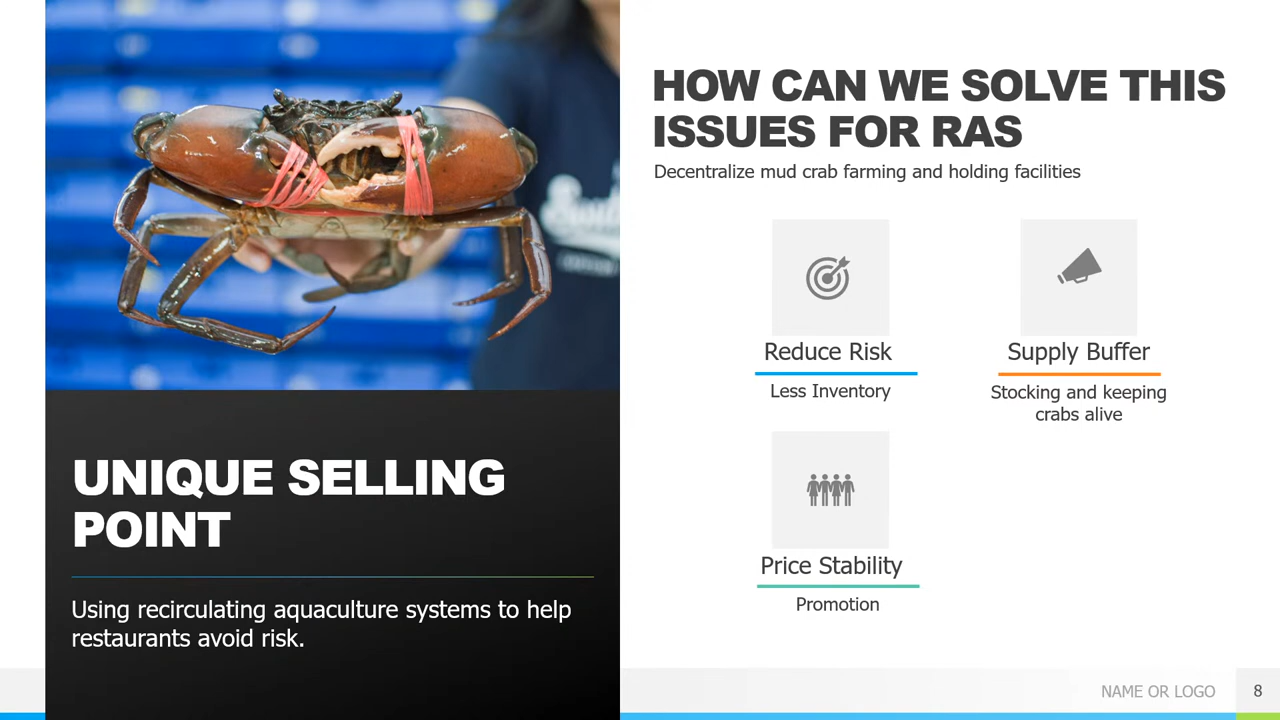 UNIQUE SELLING
POINT
Using recirculating aquaculture systems to help
restaurants avoid risk.
HOW CAN WE SOLVE THIS
ISSUES FOR RAS
Decentralize mud crab farming and holding facilities
Reduce Risk
Less Inventory
Supply Buffer
Stocking and keeping
crabs alive
Price Stability
Promotion
NAME OR LOGO
8